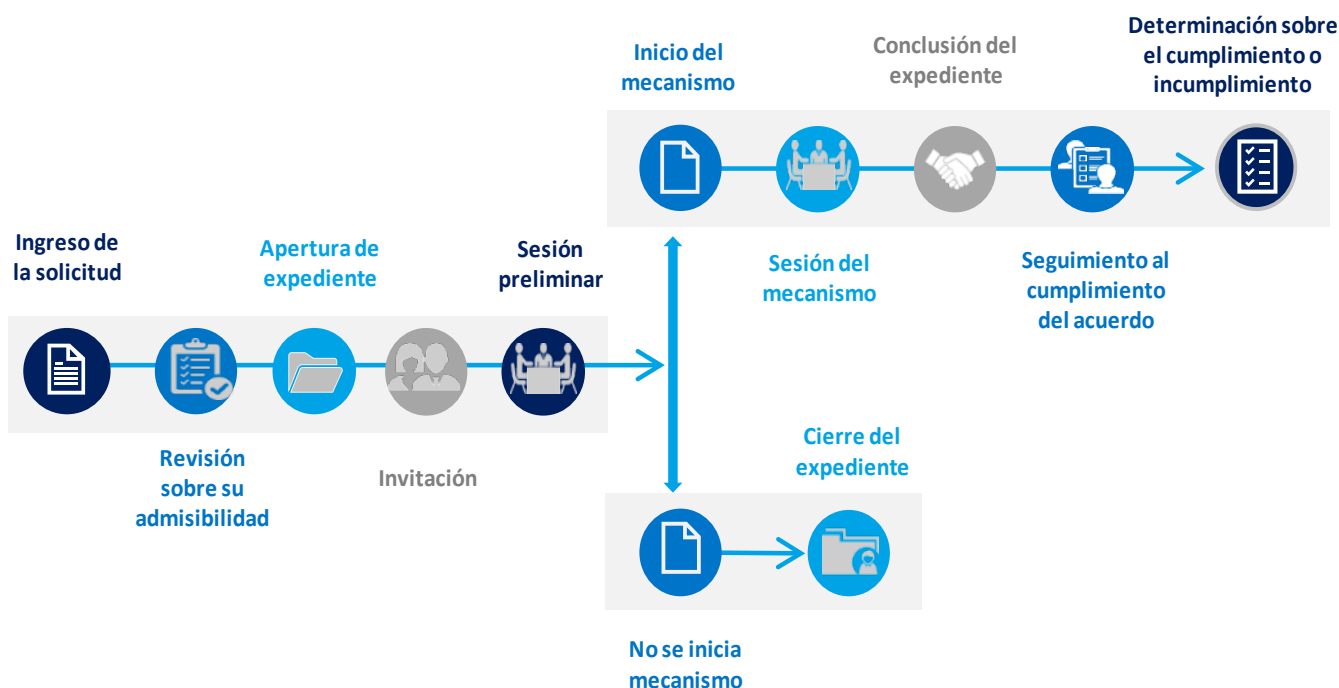 Ingreso de
la solicitud
Revisión
sobre su
admisibilidad
Apertura de
expediente
Invitación
Sesión
preliminar
Inicio del
mecanismo
Sesión del
mecanismo
Conclusión del
expediente
Seguimiento al
cumplimiento
del acuerdo
Determinación sobre
el cumplimiento o
incumplimiento
No se inicia
mecanismo
Cierre del
expediente